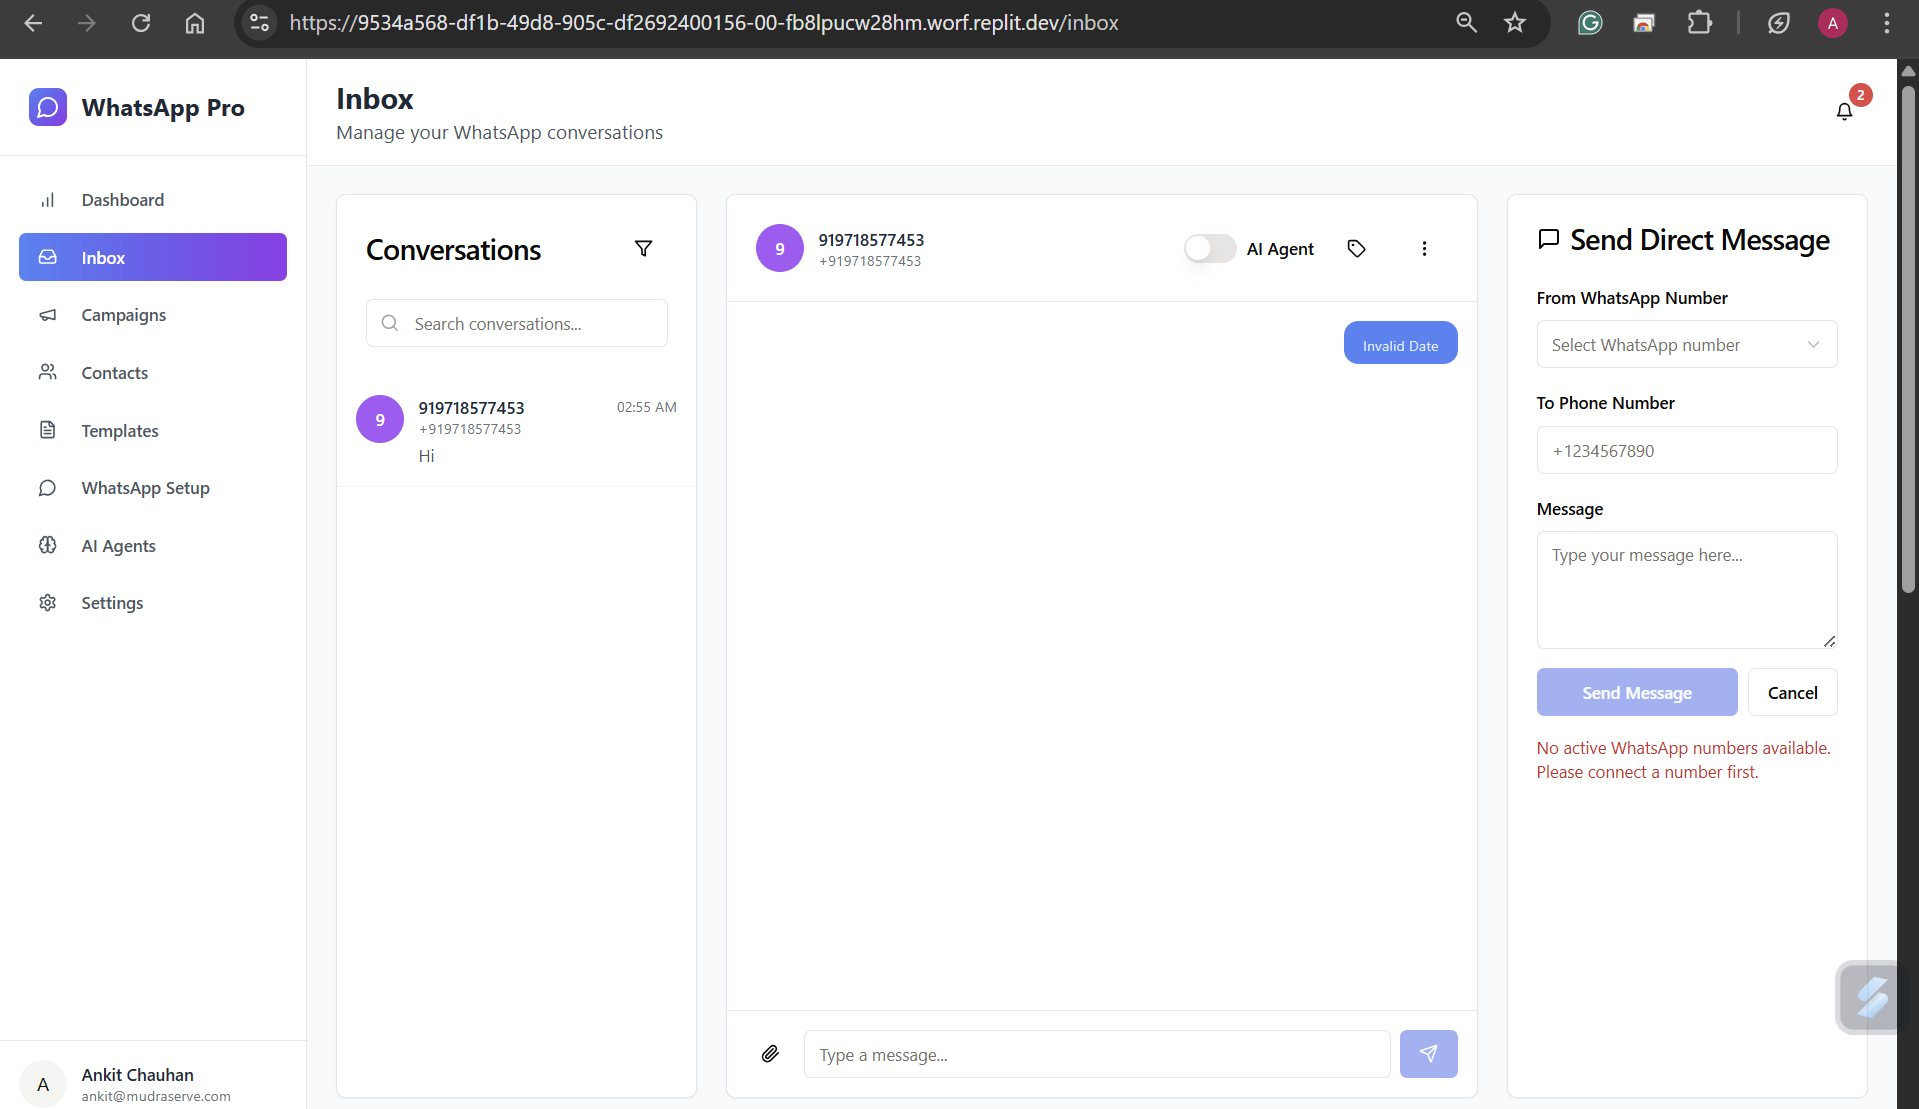 https://9534a568-df1b-49d8-905c-df2692400156-00-fb8lpucw28hm.worf.replit.dev/inbox
A
WhatsApp Pro
Dashboard
Inbox
Campaigns
Contacts
Templates
WhatsApp Setup
AI Agents
Settings
A
Ankit Chauhan
ankit@mudraserve.com
Inbox
Manage your WhatsApp conversations
2
Conversations
Search conversations...
9
919718577453
02:55 AM
+919718577453
Hi
9
919718577453
+919718577453
AI Agent
Invalid Date
Type a message...
Send Direct Message
From WhatsApp Number
Select WhatsApp number
To Phone Number
+1234567890
Message
Type your message here...
Send Message
Cancel
No active WhatsApp numbers available.
Please connect a number first.